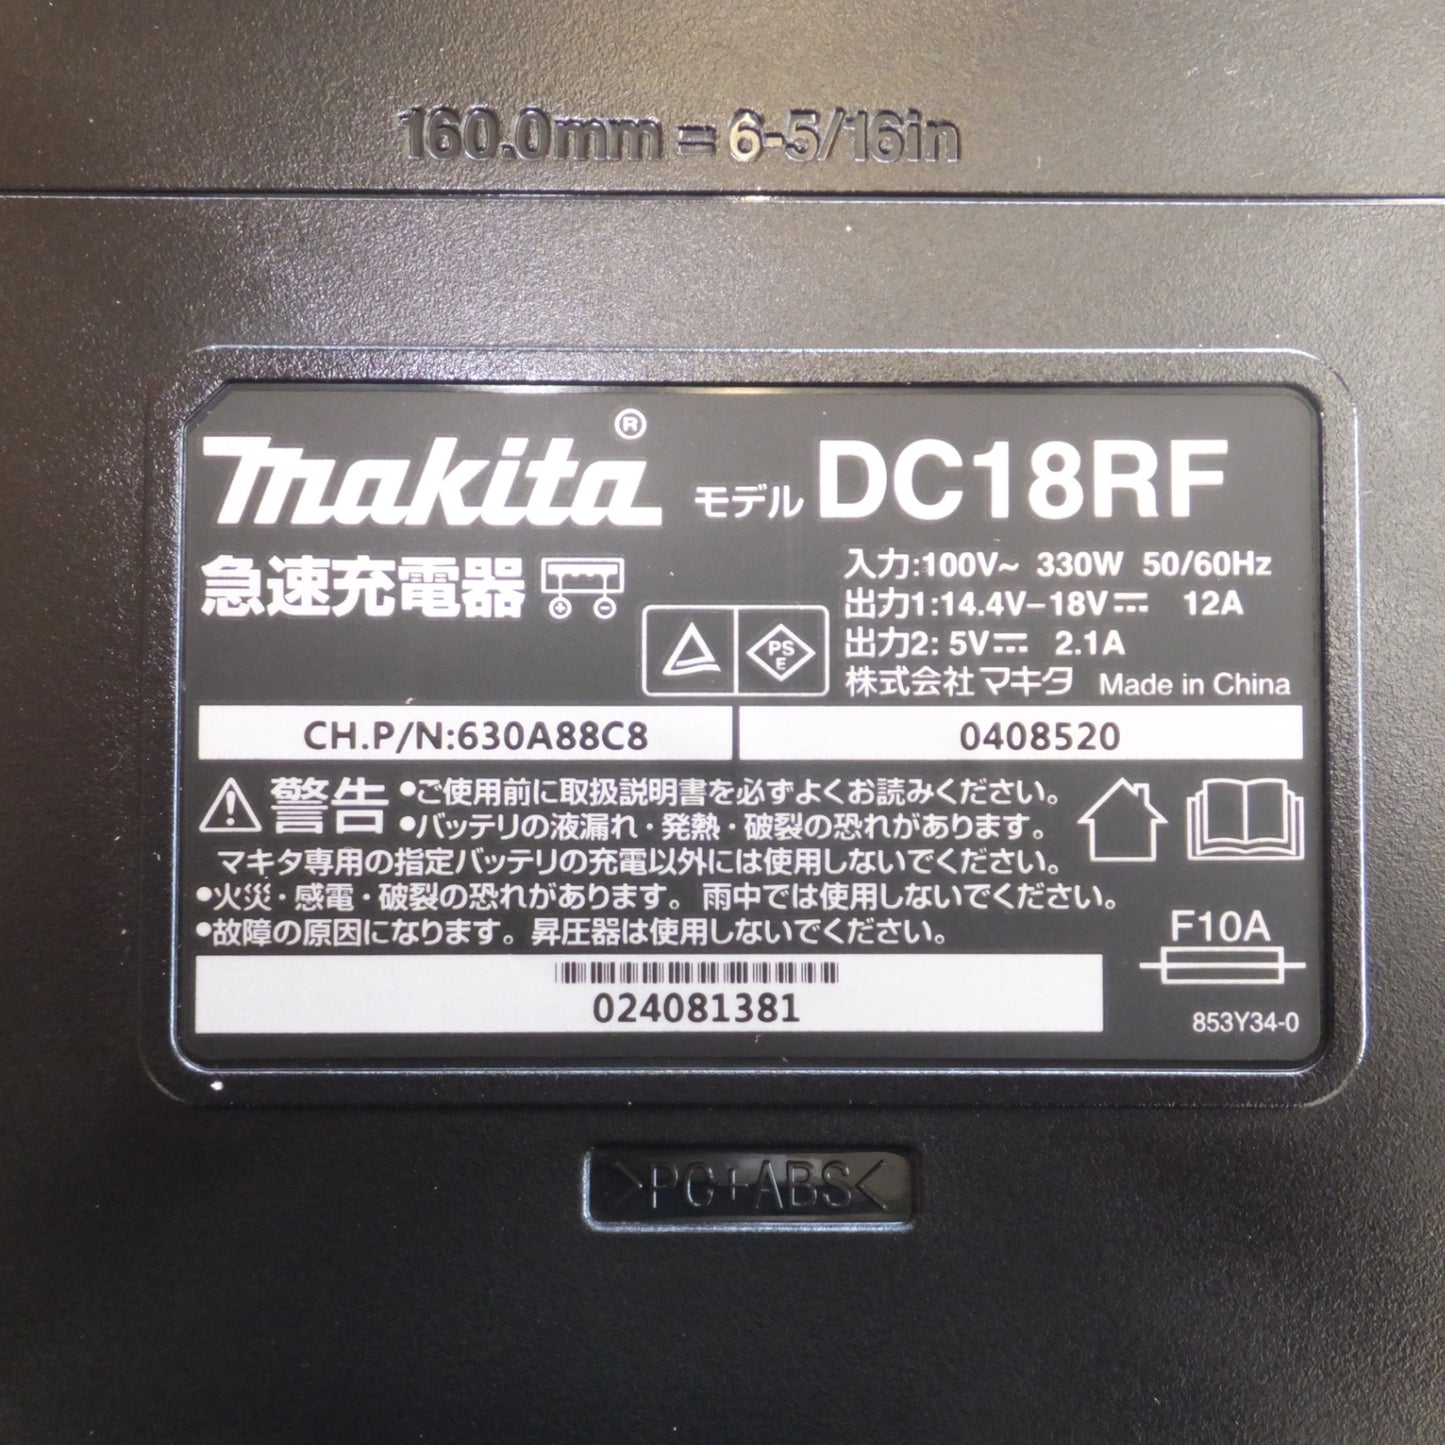 160.0mm = 6-5/16in
makita®
モデル DC18RF
急速充電器
入力:100V~ 330W 50/60Hz
出力1:14.4V-18V⎓ 12A
出力2: 5V⎓ 2.1A
株式会社マキタ Made in China
PS
E
CH.P/N:630A88C8
0408520
警告
•ご使用前に取扱説明書を必ずよくお読みください。
•バッテリの液漏れ・発熱・破裂の恐れがあります。
マキタ専用の指定バッテリの充電以外には使用しないでください。
•火災・感電・破裂の恐れがあります。雨中では使用しないでください。
•故障の原因になります。昇圧器は使用しないでください。
F10A
024081381
853Y34-0
>PC+ABS<